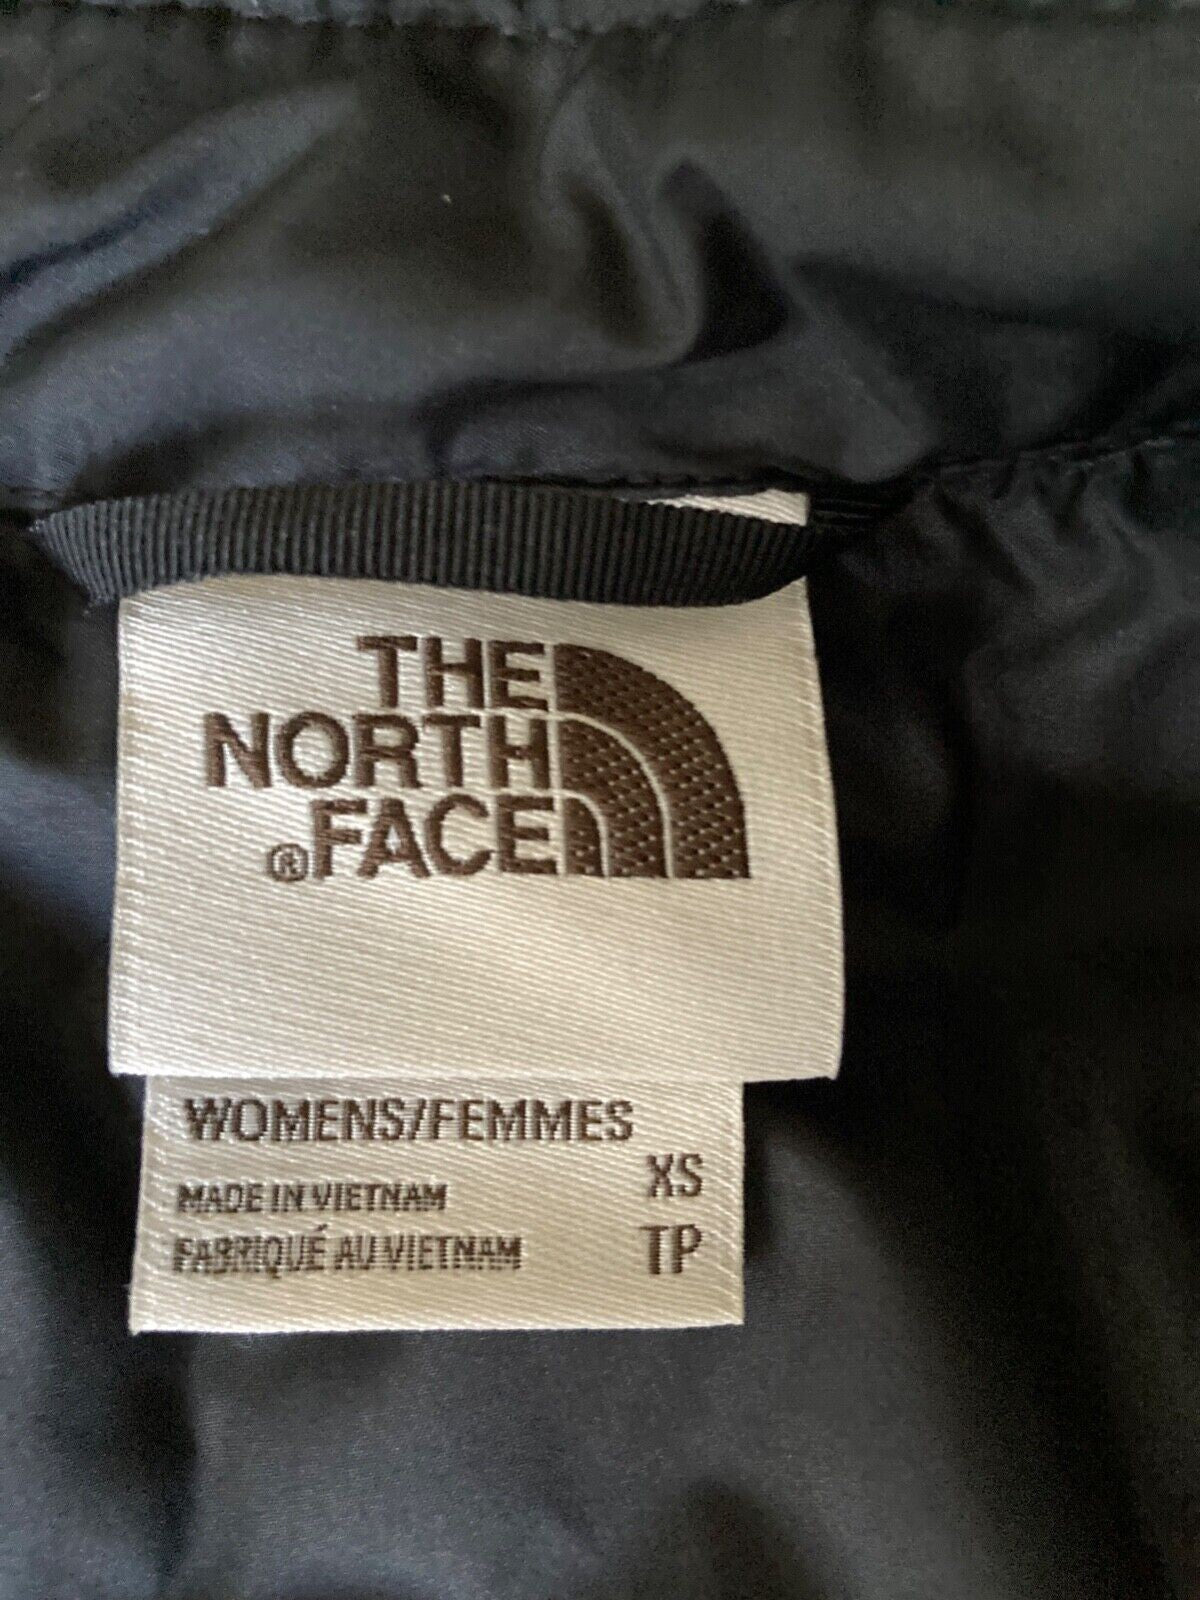 THE
NORTH
®FACE
WOMENS/FEMMES
XS
MADE IN VIETNAM
FABRIQUÉ AU VIETNAM
TP